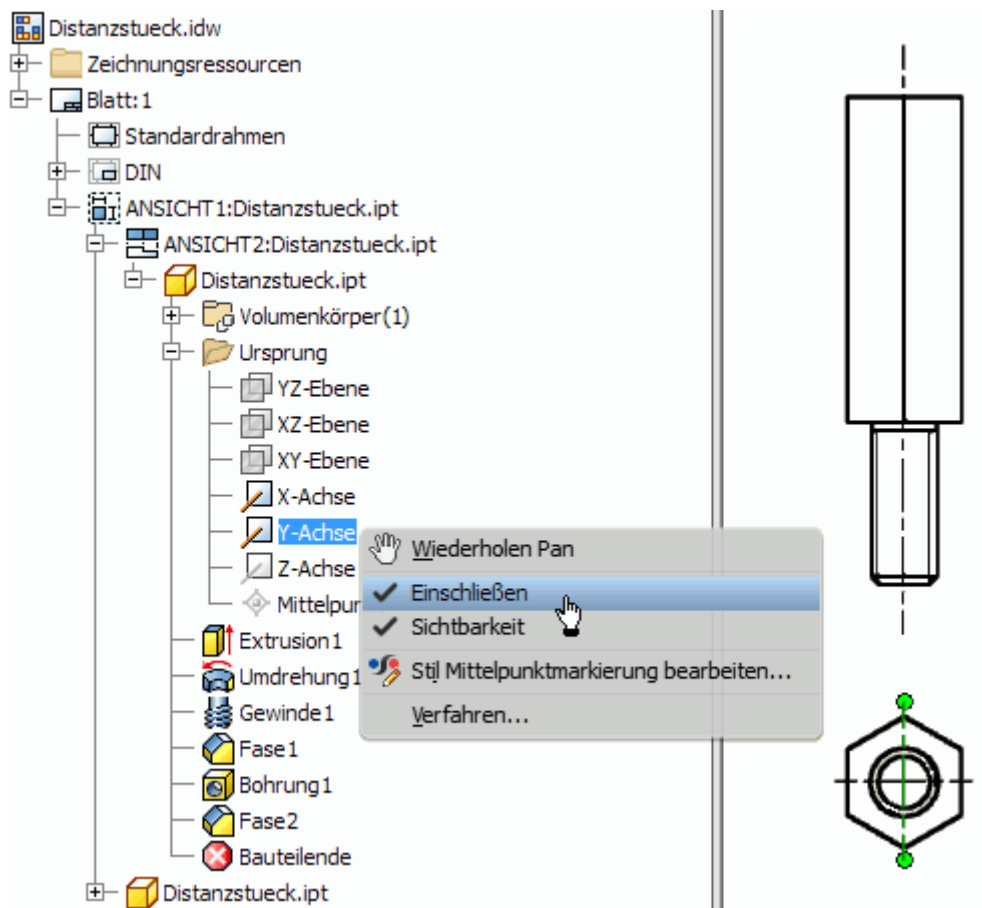 Distanzstueck.idw
Zeichnungsressourcen
Blatt:1
Standardrahmen
DIN
ANSICHT1:Distanzstueck.ipt
ANSICHT2:Distanzstueck.ipt
Distanzstueck.ipt
Volumenkörper(1)
Ursprung
YZ-Ebene
XZ-Ebene
XY-Ebene
X-Achse
Y-Achse
Wiederholen Pan
Z-Achse
Einschließen
Mittelpur
Sichtbarkeit
Extrusion1
Umdrehung1
Stil Mittelpunktmarkierung bearbeiten...
Gewinde1
Verfahren...
Fase1
Bohrung1
Fase2
Bauteilende
Distanzstueck.ipt